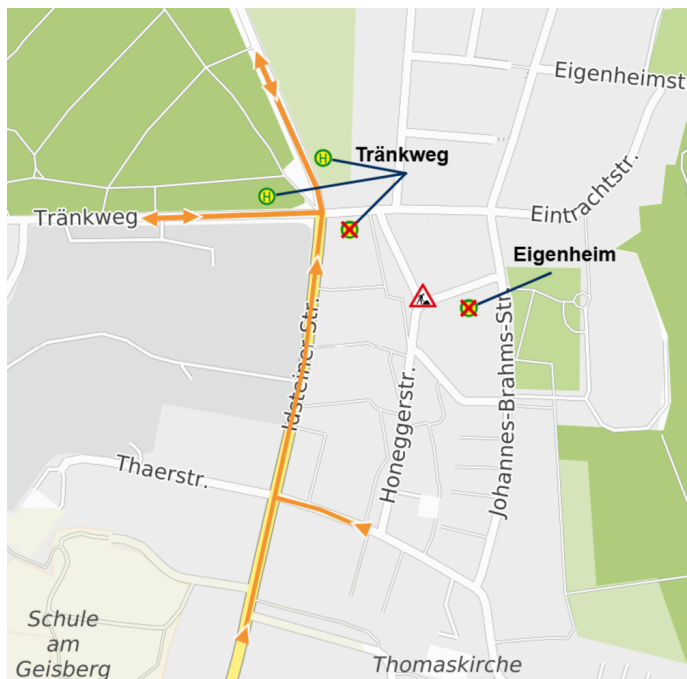 Eigenheimst
H
Tränkweg
H
Eintrachtstr.
Tränkweg
Eigenheim
Idsteiner Str.
Johannes-Brahms-Str.
Honeggerstr.
Thaerstr.
Schule
am
Geisberg
Thomaskirche